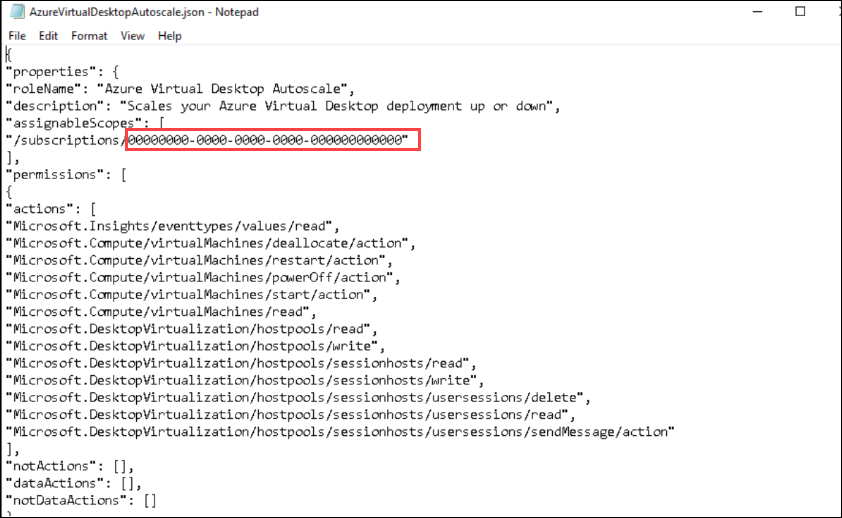 AzureVirtualDesktopAutoscale.json - Notepad
File Edit Format View Help
{
"properties": {
"roleName": "Azure Virtual Desktop Autoscale",
"description": "Scales your Azure Virtual Desktop deployment up or down",
"assignableScopes": [
"/subscriptions/00000000-0000-0000-0000-000000000000"
],
"permissions": [
{
"actions": [
"Microsoft.Insights/eventtypes/values/read",
"Microsoft.Compute/virtualMachines/deallocate/action",
"Microsoft.Compute/virtualMachines/restart/action",
"Microsoft.Compute/virtualMachines/powerOff/action",
"Microsoft.Compute/virtualMachines/start/action",
"Microsoft.Compute/virtualMachines/read",
"Microsoft.DesktopVirtualization/hostpools/read",
"Microsoft.DesktopVirtualization/hostpools/write",
"Microsoft.DesktopVirtualization/hostpools/sessionhosts/read",
"Microsoft.DesktopVirtualization/hostpools/sessionhosts/write",
"Microsoft.DesktopVirtualization/hostpools/sessionhosts/usersessions/delete",
"Microsoft.DesktopVirtualization/hostpools/sessionhosts/usersessions/read",
"Microsoft.DesktopVirtualization/hostpools/sessionhosts/usersessions/sendMessage/action"
],
"notActions": [],
"dataActions": [],
"notDataActions": []